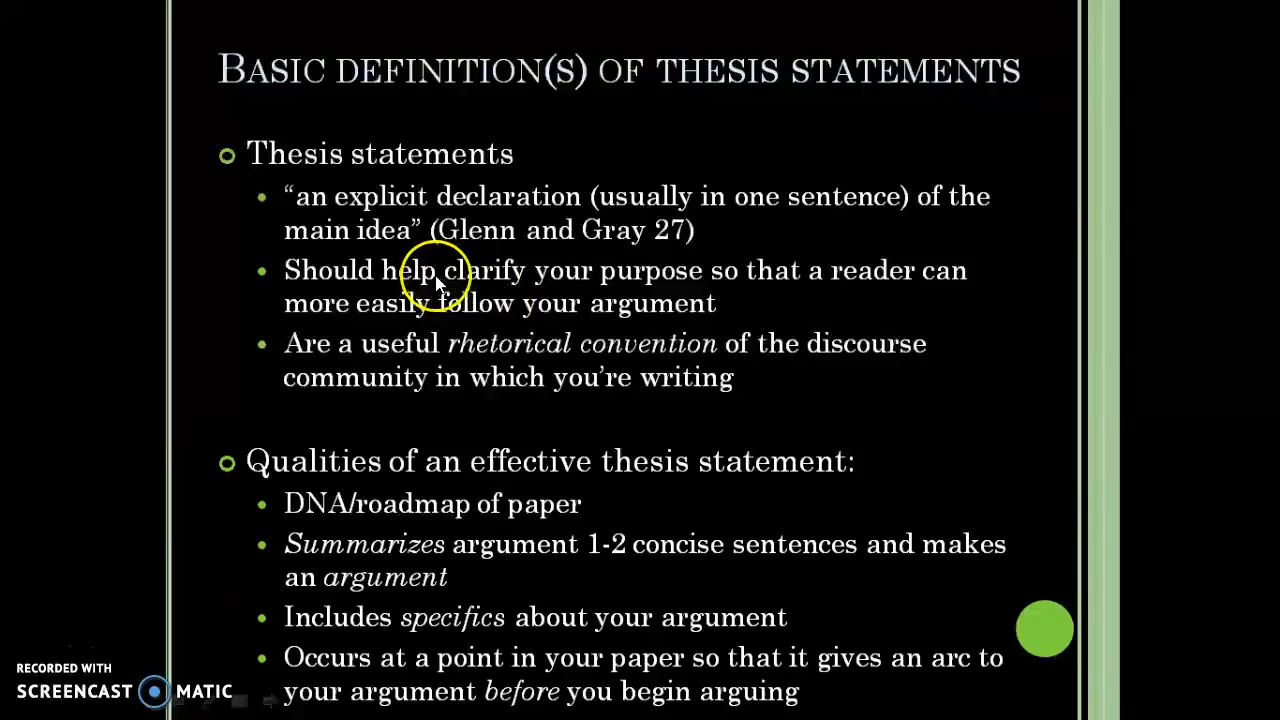 BASIC DEFINITION(S) OF THESIS STATEMENTS
Thesis statements
“an explicit declaration (usually in one sentence) of the
main idea” (Glenn and Gray 27)
Should help clarify your purpose so that a reader can
more easily follow your argument
Are a useful rhetorical convention of the discourse
community in which you’re writing
Qualities of an effective thesis statement:
DNA/roadmap of paper
Summarizes argument 1-2 concise sentences and makes
an argument
Includes specifics about your argument
Occurs at a point in your paper so that it gives an arc to
your argument before you begin arguing
RECORDED WITH
SCREENCAST MATIC